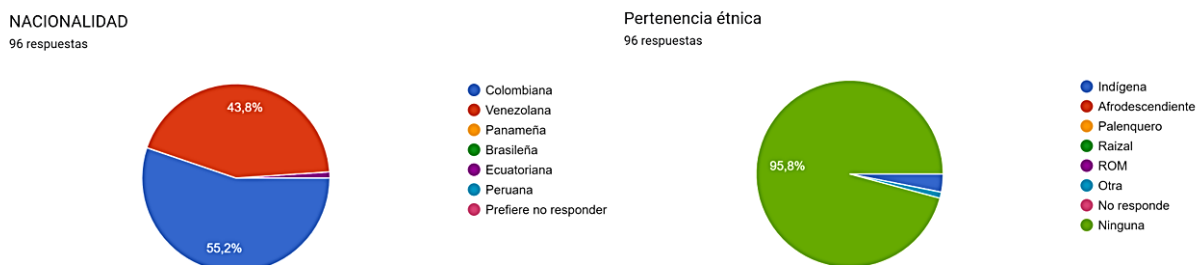 NACIONALIDAD
96 respuestas
43,8%
55,2%
Colombiana
Venezolana
Panameña
Brasileña
Ecuatoriana
Peruana
Prefiere no responder
Pertenencia étnica
96 respuestas
95,8%
Indígena
Afrodescendiente
Palenquero
Raizal
ROM
Otra
No responde
Ninguna